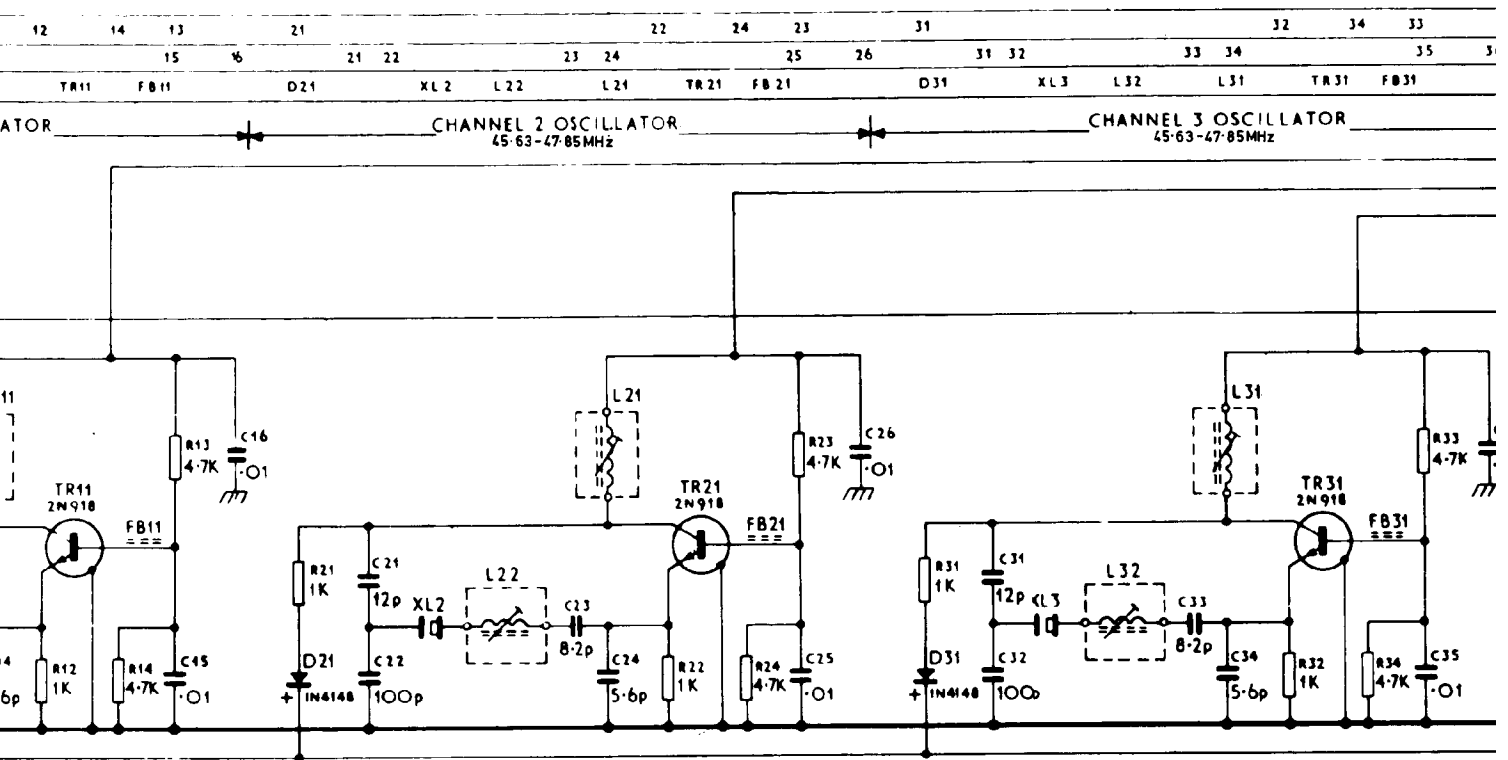 12 14 13 21 22 24 23 31 32 34 33
15 16 21 22 23 24 25 26 31 32 33 34 35
TR11 FB11 D21 XL2 L22 L21 TR21 FB21 D31 XL3 L32 L31 TR31 FB31
ATOR CHANNEL 2 OSCILLATOR CHANNEL 3 OSCILLATOR
45·63-47·85MHz 45·63-47·85MHz
11 L21 L31
R13 C16 R23 C26 R33
4·7K ·01 4·7K ·01 4·7K
TR11 TR21 TR31
2N918 2N918 2N918
FB11 FB21 FB31
R21 C21 L22 R31 C31 L32
1K 12p XL2 C23 1K 12p XL3 C33
8·2p 8·2p
R12 R14 C15 D21 C22 C24 R22 R24 C25 D31 C32 C34 R32 R34 C35
6p 1K 4·7K ·01 + IN4148 100p 5·6p 1K 4·7K ·01 + IN4148 100p 5·6p 1K 4·7K ·01